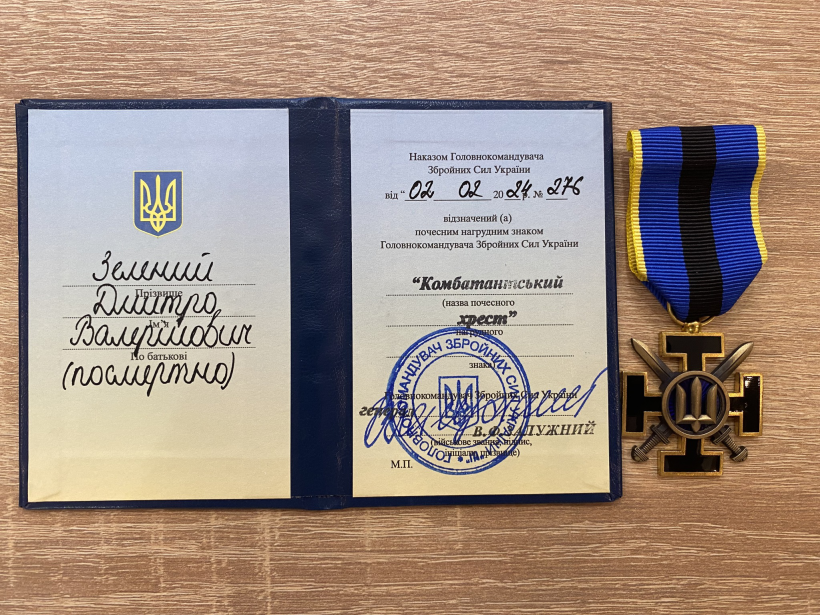 Зелений
Прізвище
Дмитро
Ім'я
Валерійович
По батькові
(посмертно)
Наказом Головнокомандувача
Збройних Сил України
від “ 02 02 20 24 р. № 276
відзначений (а)
почесним нагрудним знаком
Головнокомандувача Збройних Сил України
“Комбатантський
(назва почесного
хрест”
нагрудного
знака)
Головнокомандувач Збройних Сил України
генерал
В.Ф.ЗАЛУЖНИЙ
(військове звання, підпис,
ініціали, прізвище)
М.П.